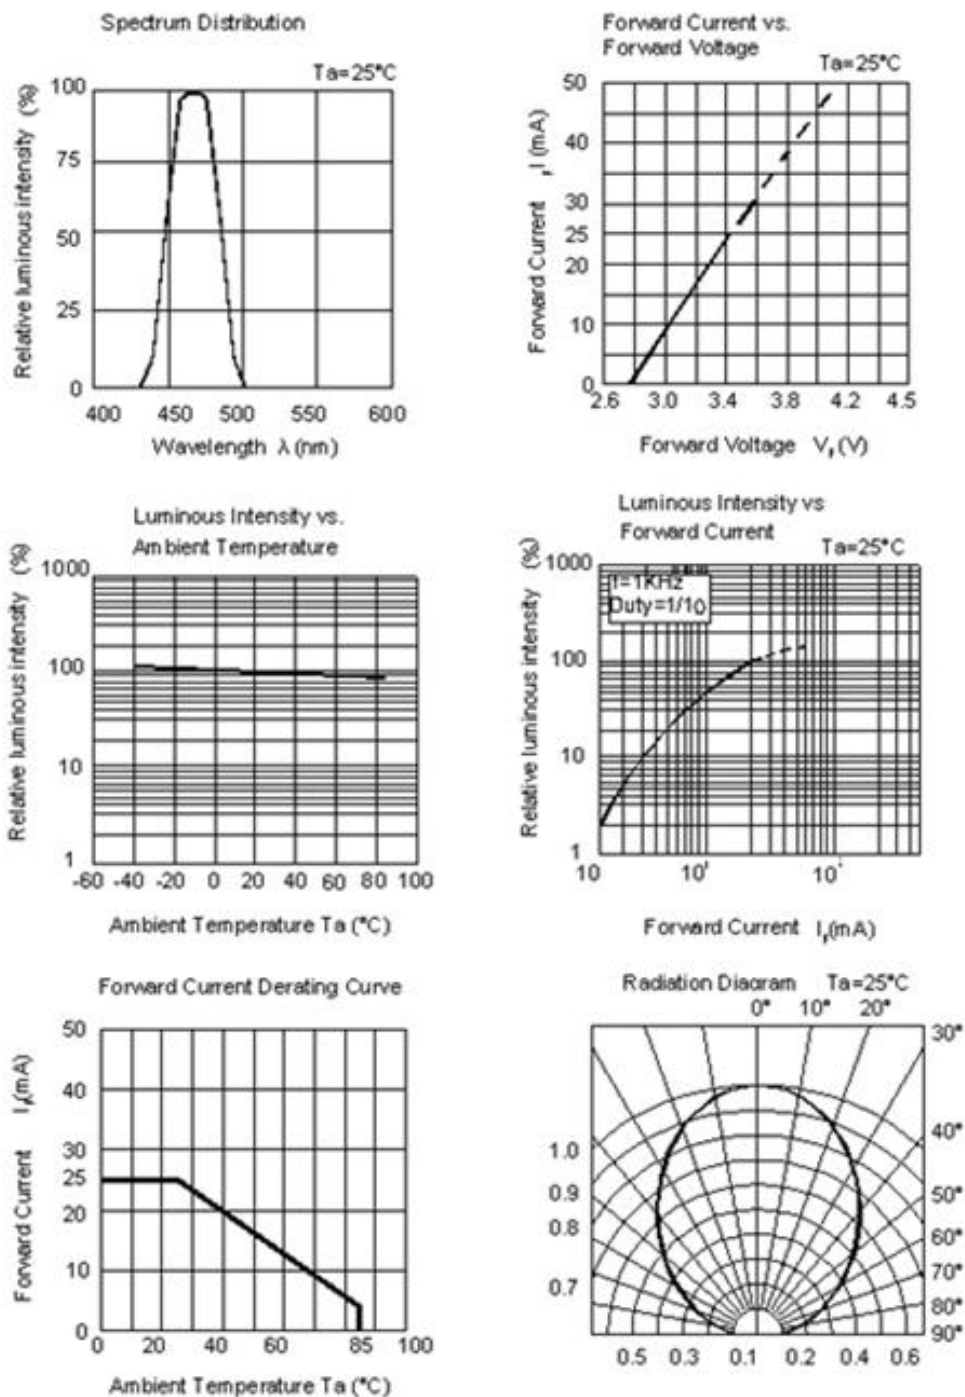 Spectrum Distribution
Ta=25°C
Relative luminous intensity (%)
100
75
50
25
0
400 450 500 550 600
Wavelength λ (nm)
Forward Current vs.
Forward Voltage
Ta=25°C
Forward Current I (mA)
50
40
30
25
20
10
0
2.6 3.0 3.4 3.8 4.2 4.5
Forward Voltage Vf (V)
Luminous Intensity vs.
Ambient Temperature
Relative luminous intensity (%)
1000
100
10
1
-60 -40 -20 0 20 40 60 80 100
Ambient Temperature Ta (°C)
Luminous Intensity vs
Forward Current
Ta=25°C
f=1KHz
Duty=1/10
Relative luminous intensity (%)
1000
100
10
1
10 10 10
Forward Current If(mA)
Forward Current Derating Curve
Forward Current If(mA)
50
40
30
25
20
10
0
0 20 40 60 85 100
Ambient Temperature Ta (°C)
Radiation Diagram Ta=25°C
0° 10° 20°
30°
40°
50°
60°
70°
80°
90°
1.0
0.9
0.8
0.7
0.5 0.3 0.1 0.2 0.4 0.6